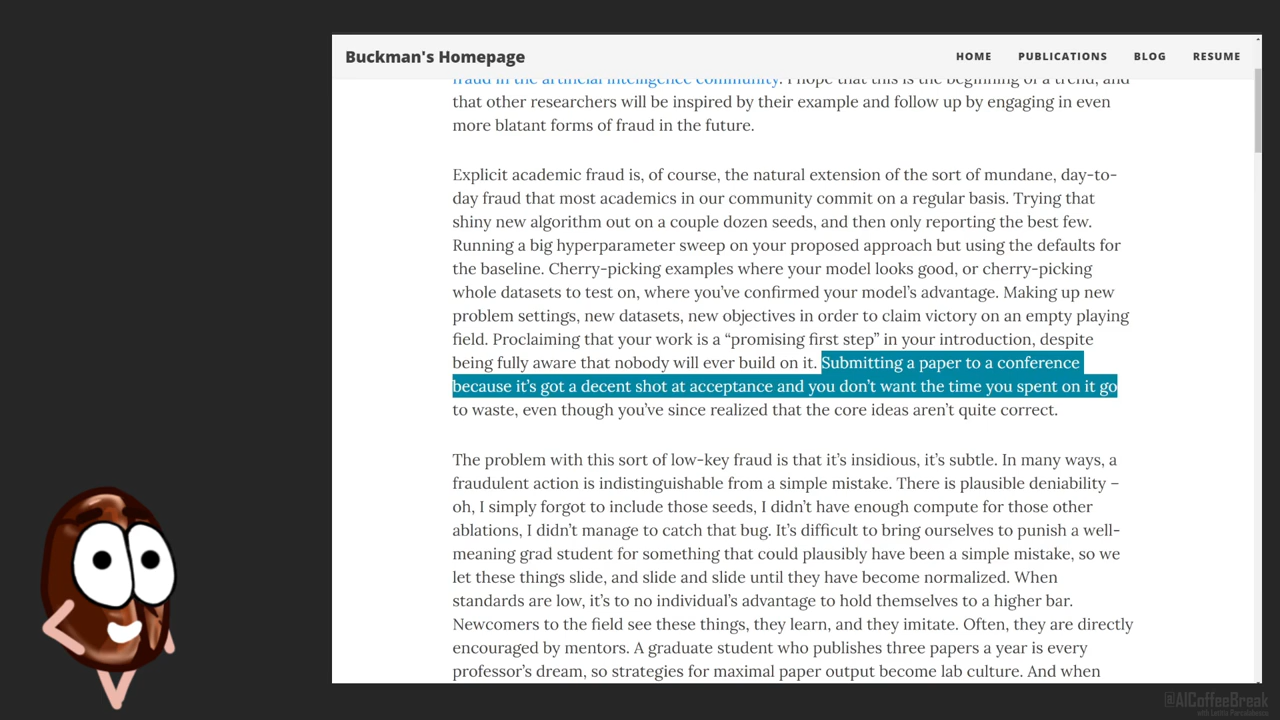 Buckman's Homepage
HOME PUBLICATIONS BLOG RESUME
fraud in the artificial intelligence community. I hope that this is the beginning of a trend, and
that other researchers will be inspired by their example and follow up by engaging in even
more blatant forms of fraud in the future.
Explicit academic fraud is, of course, the natural extension of the sort of mundane, day-to-
day fraud that most academics in our community commit on a regular basis. Trying that
shiny new algorithm out on a couple dozen seeds, and then only reporting the best few.
Running a big hyperparameter sweep on your proposed approach but using the defaults for
the baseline. Cherry-picking examples where your model looks good, or cherry-picking
whole datasets to test on, where you’ve confirmed your model’s advantage. Making up new
problem settings, new datasets, new objectives in order to claim victory on an empty playing
field. Proclaiming that your work is a “promising first step” in your introduction, despite
being fully aware that nobody will ever build on it. Submitting a paper to a conference
because it’s got a decent shot at acceptance and you don’t want the time you spent on it go
to waste, even though you’ve since realized that the core ideas aren’t quite correct.
The problem with this sort of low-key fraud is that it’s insidious, it’s subtle. In many ways, a
fraudulent action is indistinguishable from a simple mistake. There is plausible deniability –
oh, I simply forgot to include those seeds, I didn’t have enough compute for those other
ablations, I didn’t manage to catch that bug. It’s difficult to bring ourselves to punish a well-
meaning grad student for something that could plausibly have been a simple mistake, so we
let these things slide, and slide and slide until they have become normalized. When
standards are low, it’s to no individual’s advantage to hold themselves to a higher bar.
Newcomers to the field see these things, they learn, and they imitate. Often, they are directly
encouraged by mentors. A graduate student who publishes three papers a year is every
professor’s dream, so strategies for maximal paper output become lab culture. And when
@AICoffeeBreak